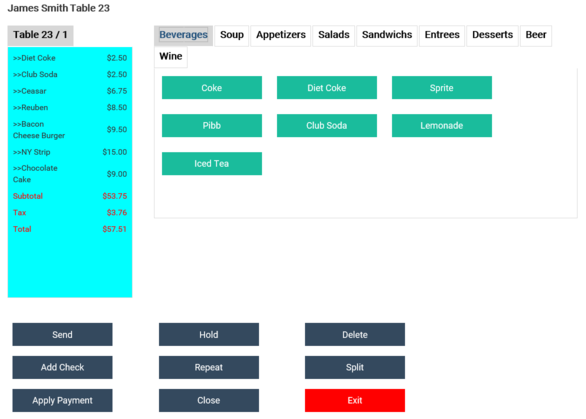 James Smith Table 23
Table 23 / 1
>>Diet Coke $2.50
>>Club Soda $2.50
>>Ceasar $6.75
>>Reuben $8.50
>>Bacon
Cheese Burger $9.50
>>NY Strip $15.00
>>Chocolate
Cake $9.00
Subtotal $53.75
Tax $3.76
Total $57.51
Beverages Soup Appetizers Salads Sandwichs Entrees Desserts Beer
Wine
Coke Diet Coke Sprite
Pibb Club Soda Lemonade
Iced Tea
Send Hold Delete
Add Check Repeat Split
Apply Payment Close Exit